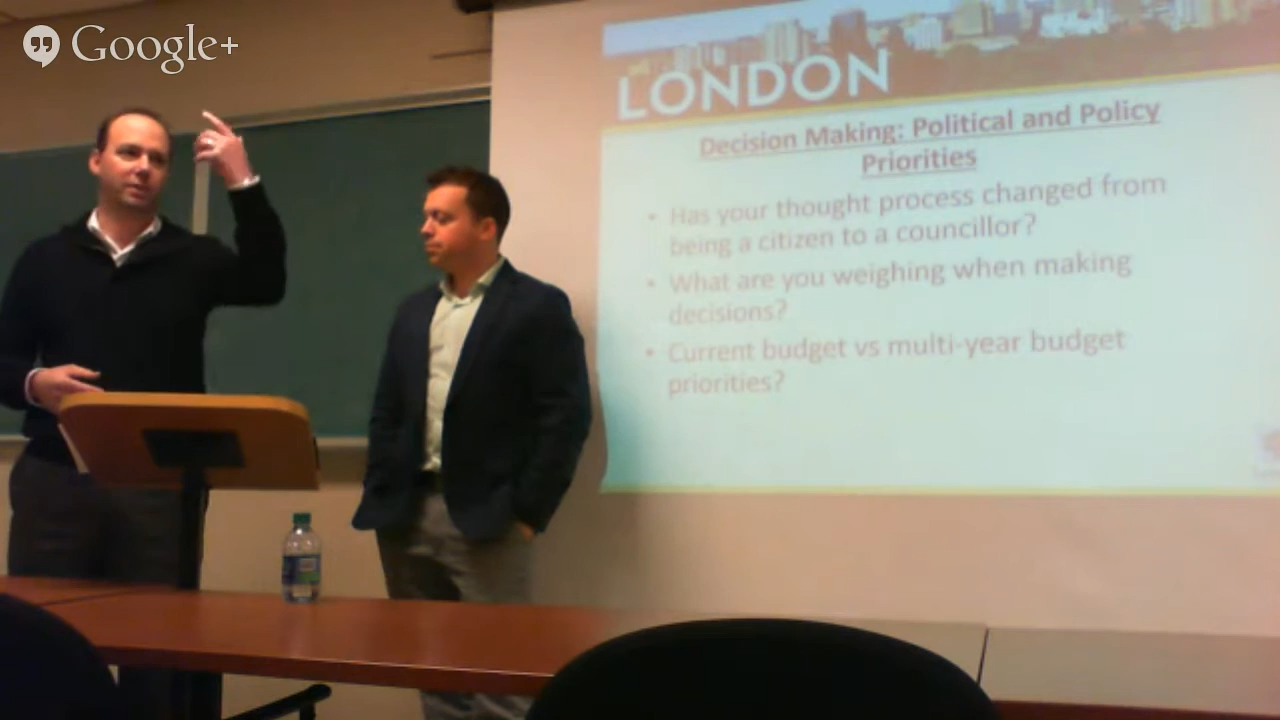 Google+
LONDON
Decision Making: Political and Policy
Priorities
• Has your thought process changed from
being a citizen to a councillor?
• What are you weighing when making
decisions?
• Current budget vs multi-year budget
priorities?